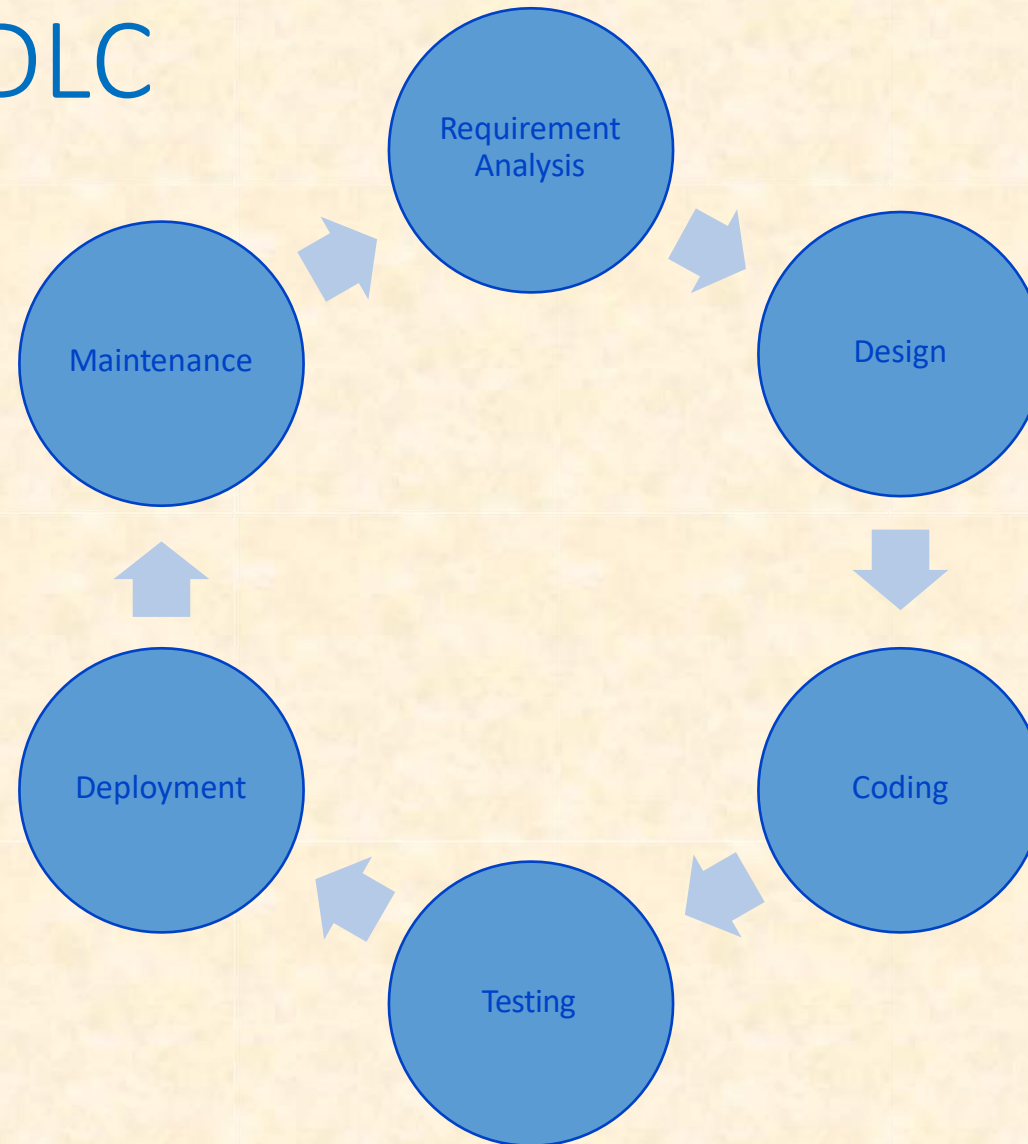 DLC
Requirement
Analysis
Design
Coding
Testing
Deployment
Maintenance